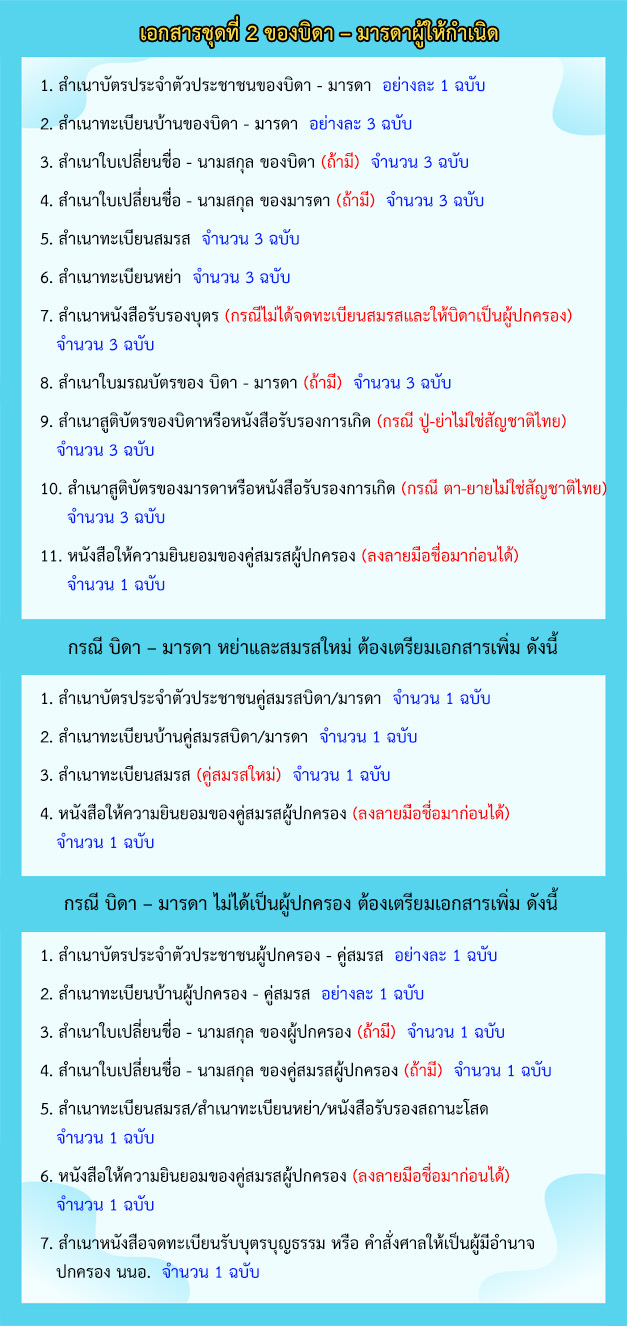 เอกสารชุดที่ 2 ของบิดา – มารดาผู้ให้กำเนิด
1. สำเนาบัตรประจำตัวประชาชนของบิดา - มารดา อย่างละ 1 ฉบับ
2. สำเนาทะเบียนบ้านของบิดา - มารดา อย่างละ 3 ฉบับ
3. สำเนาใบเปลี่ยนชื่อ - นามสกุล ของบิดา (ถ้ามี) จำนวน 3 ฉบับ
4. สำเนาใบเปลี่ยนชื่อ - นามสกุล ของมารดา (ถ้ามี) จำนวน 3 ฉบับ
5. สำเนาทะเบียนสมรส จำนวน 3 ฉบับ
6. สำเนาทะเบียนหย่า จำนวน 3 ฉบับ
7. สำเนาหนังสือรับรองบุตร (กรณีไม่ได้จดทะเบียนสมรสและให้บิดาเป็นผู้ปกครอง)
จำนวน 3 ฉบับ
8. สำเนาใบมรณบัตรของ บิดา - มารดา (ถ้ามี) จำนวน 3 ฉบับ
9. สำเนาสูติบัตรของบิดาหรือหนังสือรับรองการเกิด (กรณี ปู่-ย่าไม่ใช่สัญชาติไทย)
จำนวน 3 ฉบับ
10. สำเนาสูติบัตรของมารดาหรือหนังสือรับรองการเกิด (กรณี ตา-ยายไม่ใช่สัญชาติไทย)
จำนวน 3 ฉบับ
11. หนังสือให้ความยินยอมของคู่สมรสผู้ปกครอง (ลงลายมือชื่อมาก่อนได้)
จำนวน 1 ฉบับ
กรณี บิดา – มารดา หย่าและสมรสใหม่ ต้องเตรียมเอกสารเพิ่ม ดังนี้
1. สำเนาบัตรประจำตัวประชาชนคู่สมรสบิดา/มารดา จำนวน 1 ฉบับ
2. สำเนาทะเบียนบ้านคู่สมรสบิดา/มารดา จำนวน 1 ฉบับ
3. สำเนาทะเบียนสมรส (คู่สมรสใหม่) จำนวน 1 ฉบับ
4. หนังสือให้ความยินยอมของคู่สมรสผู้ปกครอง (ลงลายมือชื่อมาก่อนได้)
จำนวน 1 ฉบับ
กรณี บิดา – มารดา ไม่ได้เป็นผู้ปกครอง ต้องเตรียมเอกสารเพิ่ม ดังนี้
1. สำเนาบัตรประจำตัวประชาชนผู้ปกครอง - คู่สมรส อย่างละ 1 ฉบับ
2. สำเนาทะเบียนบ้านผู้ปกครอง - คู่สมรส อย่างละ 1 ฉบับ
3. สำเนาใบเปลี่ยนชื่อ - นามสกุล ของผู้ปกครอง (ถ้ามี) จำนวน 1 ฉบับ
4. สำเนาใบเปลี่ยนชื่อ - นามสกุล ของคู่สมรสผู้ปกครอง (ถ้ามี) จำนวน 1 ฉบับ
5. สำเนาทะเบียนสมรส/สำเนาทะเบียนหย่า/หนังสือรับรองสถานะโสด
จำนวน 1 ฉบับ
6. หนังสือให้ความยินยอมของคู่สมรสผู้ปกครอง (ลงลายมือชื่อมาก่อนได้)
จำนวน 1 ฉบับ
7. สำเนาหนังสือจดทะเบียนรับบุตรบุญธรรม หรือ คำสั่งศาลให้เป็นผู้มีอำนาจ
ปกครอง นนอ. จำนวน 1 ฉบับ